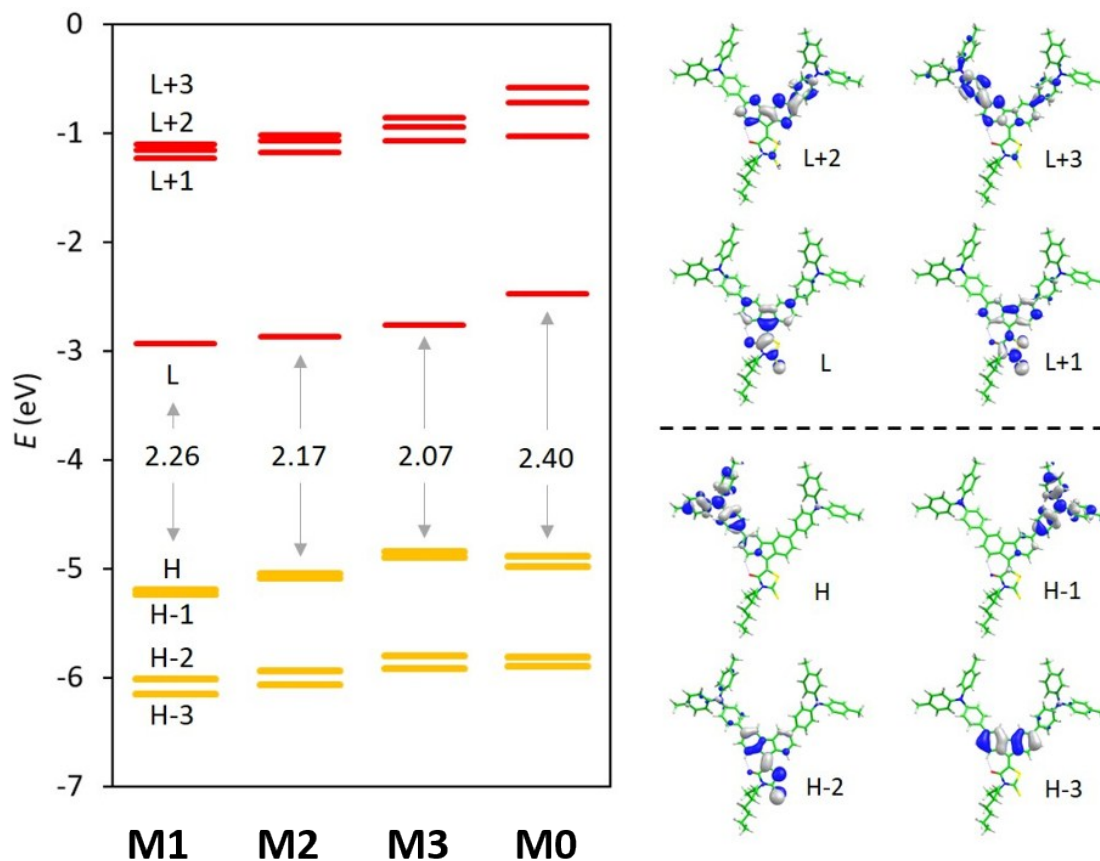 0
-1
-2
-3
-4
-5
-6
-7
E (eV)
L+3
L+2
L+1
L
2.26
2.17
2.07
2.40
H
H-1
H-2
H-3
M1 M2 M3 M0
L+2 L+3
L L+1
H H-1
H-2 H-3